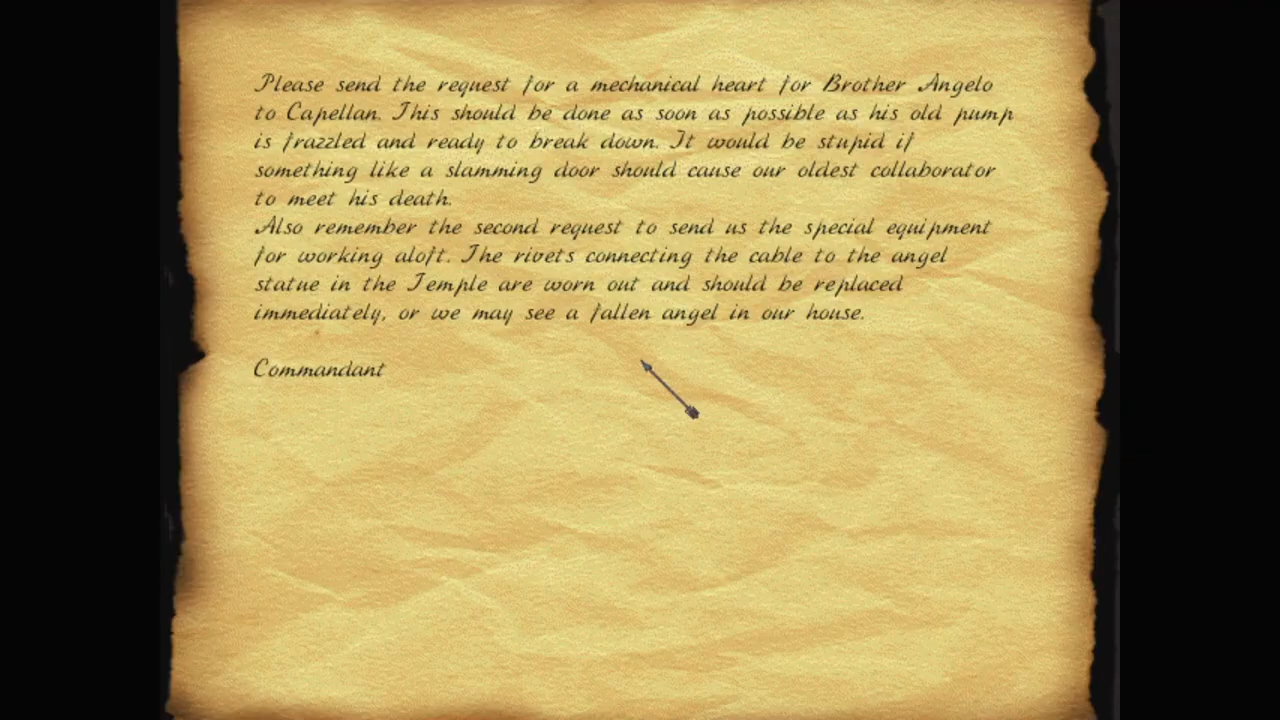 Please send the request for a mechanical heart for Brother Angelo
to Capellan. This should be done as soon as possible as his old pump
is frazzled and ready to break down. It would be stupid if
something like a slamming door should cause our oldest collaborator
to meet his death.
Also remember the second request to send us the special equipment
for working aloft. The rivets connecting the cable to the angel
statue in the Temple are worn out and should be replaced
immediately, or we may see a fallen angel in our house.
Commandant